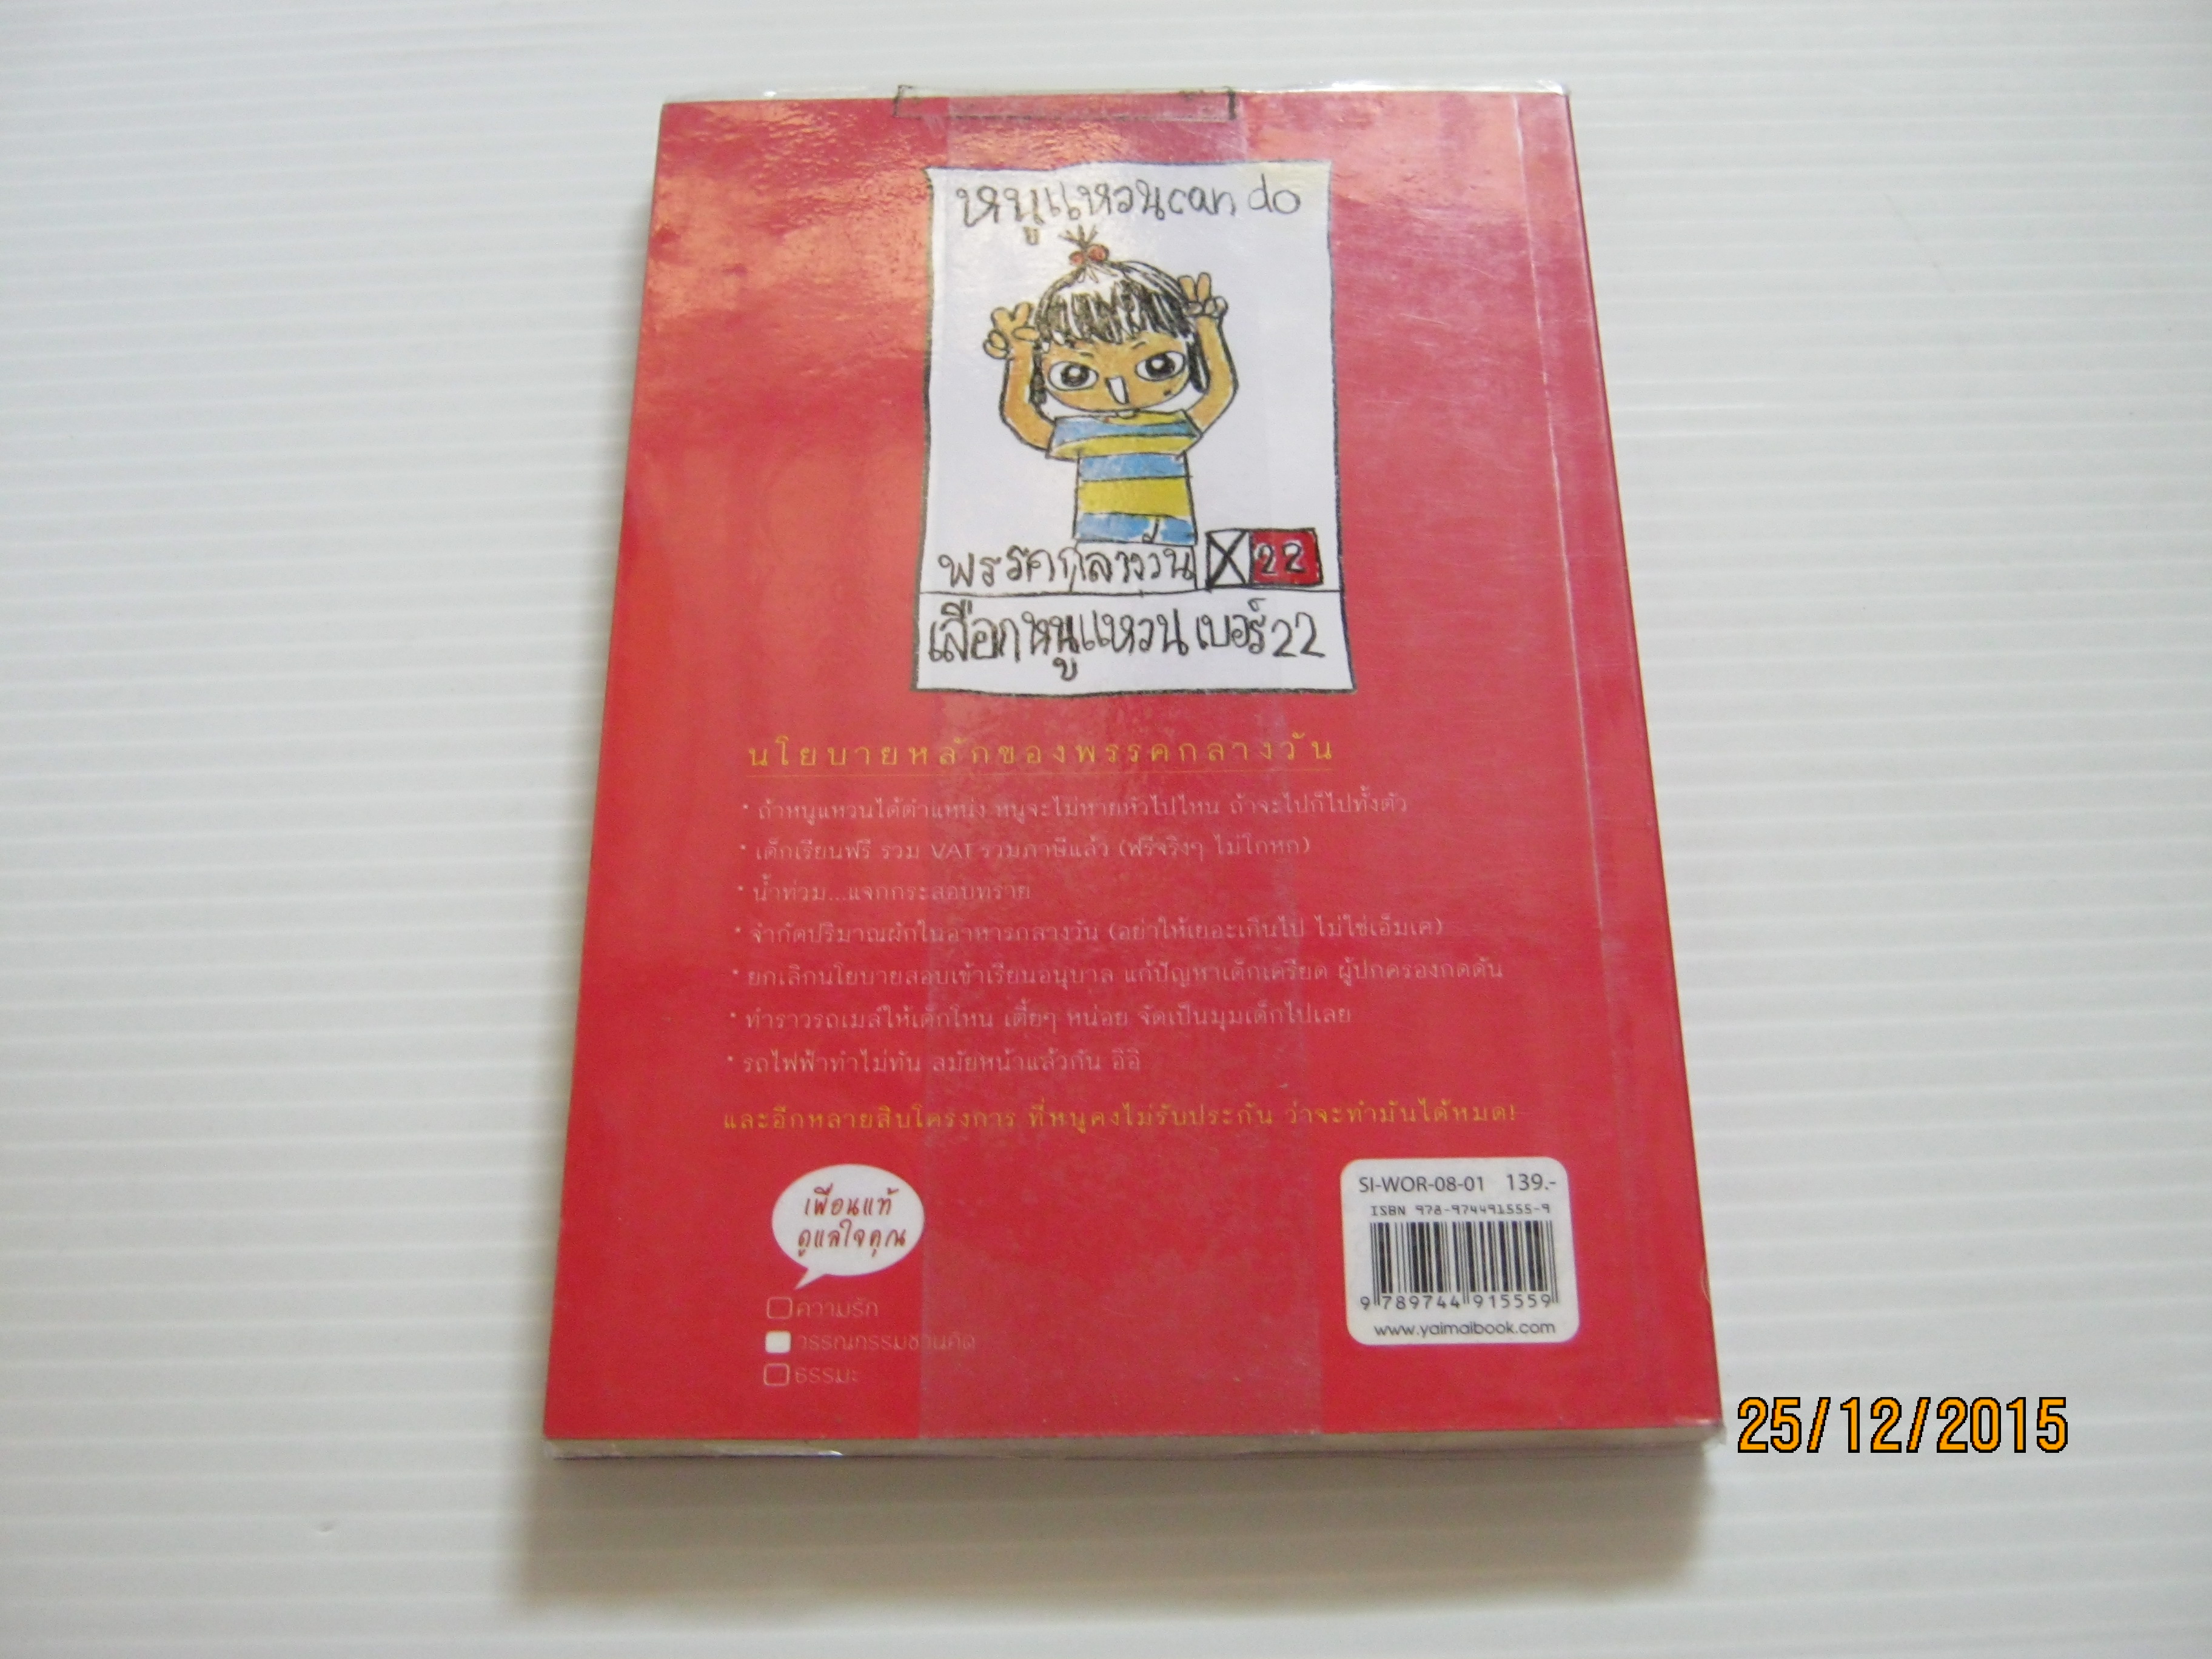 หนูแหวน can do
พรรคกลางวัน X 22
เลือกหนูแหวน เบอร์ 22
นโยบายหลักของพรรคกลางวัน
• ถ้าหนูแหวนได้ตำแหน่ง หนูจะไม่หายหัวไปไหน ถ้าจะไปก็ไปทั้งตัว
• เด็กเรียนฟรี รวม VAT รวมภาษีแล้ว (ฟรีจริงๆ ไม่โกหก)
• น้ำท่วม...แจกกระสอบทราย
• จำกัดปริมาณผักในอาหารกลางวัน (อย่าให้เยอะเกินไป ไม่ใช่เอ็มเค)
• ยกเลิกนโยบายสอบเข้าเรียนอนุบาล แก้ปัญหาเด็กเครียด ผู้ปกครองกดดัน
• ทำราวรถเมล์ให้เด็กโหน เตี้ยๆ หน่อย จัดเป็นมุมเด็กไปเลย
• รถไฟฟ้าทำไม่ทัน สมัยหน้าแล้วกัน อิอิ
และอีกหลายสิบโครงการ ที่หนูคงไม่รับประกัน ว่าจะทำมันได้หมด!
เพื่อนแท้
ดูแลใจคุณ
ความรัก
วรรณกรรมชวนคิด
ธรรมะ
SI-WOR-08-01 139.-
ISBN 978-974491555-9
9 789744 915559
www.yaimaibook.com
25/12/2015